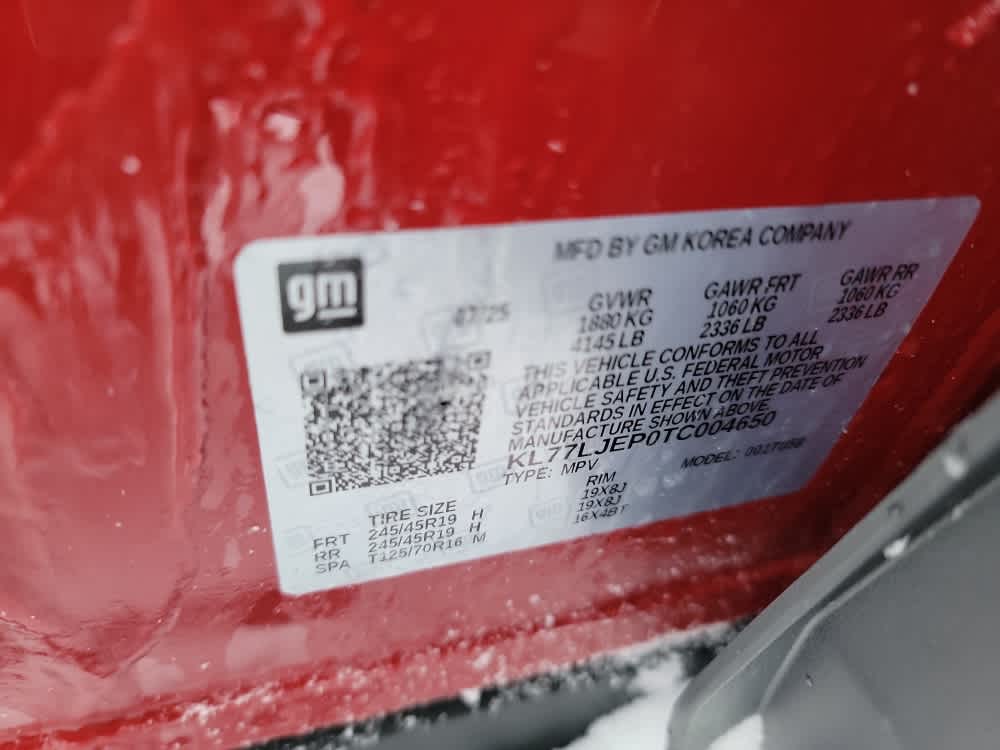 MFD BY GM KOREA COMPANY
gm
GVWR GAWR FRT GAWR RR
1880 KG 1060 KG 1060 KG
4145 LB 2336 LB 2336 LB
THIS VEHICLE CONFORMS TO ALL
APPLICABLE U.S. FEDERAL MOTOR
VEHICLE SAFETY AND THEFT PREVENTION
STANDARDS IN EFFECT ON THE DATE OF
MANUFACTURE SHOWN ABOVE.
KL77LJEP0TC004650
TYPE: MPV MODEL:
TIRE SIZE RIM
FRT 245/45R19 H 19X8J
RR 245/45R19 H 19X8J
SPA T125/70R16 M 16X4BT